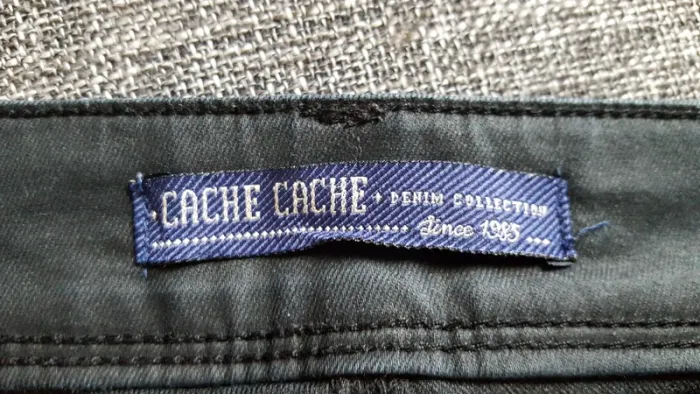 CACHE CACHE • DENIM COLLECTION
Since 1985